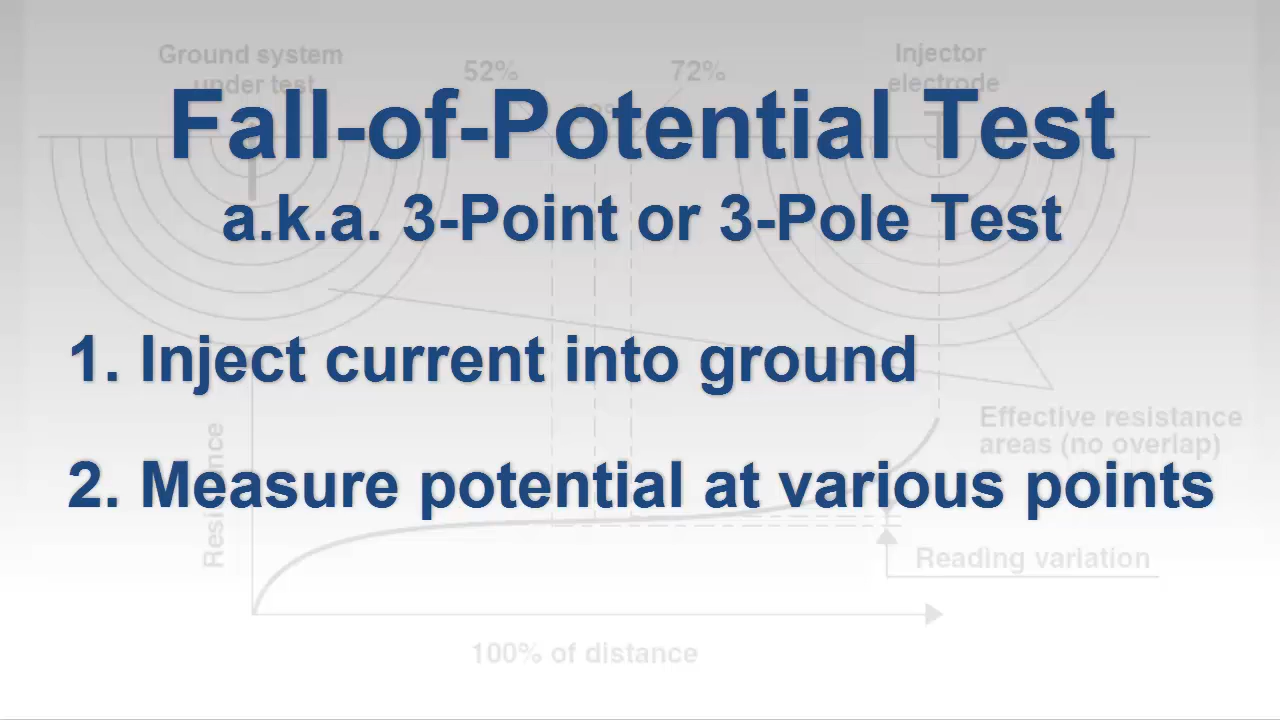 Ground system
under test
52%
72%
Injector
electrode
Fall-of-Potential Test
a.k.a. 3-Point or 3-Pole Test
1. Inject current into ground
Effective resistance
areas (no overlap)
2. Measure potential at various points
Resistance
Reading variation
100% of distance